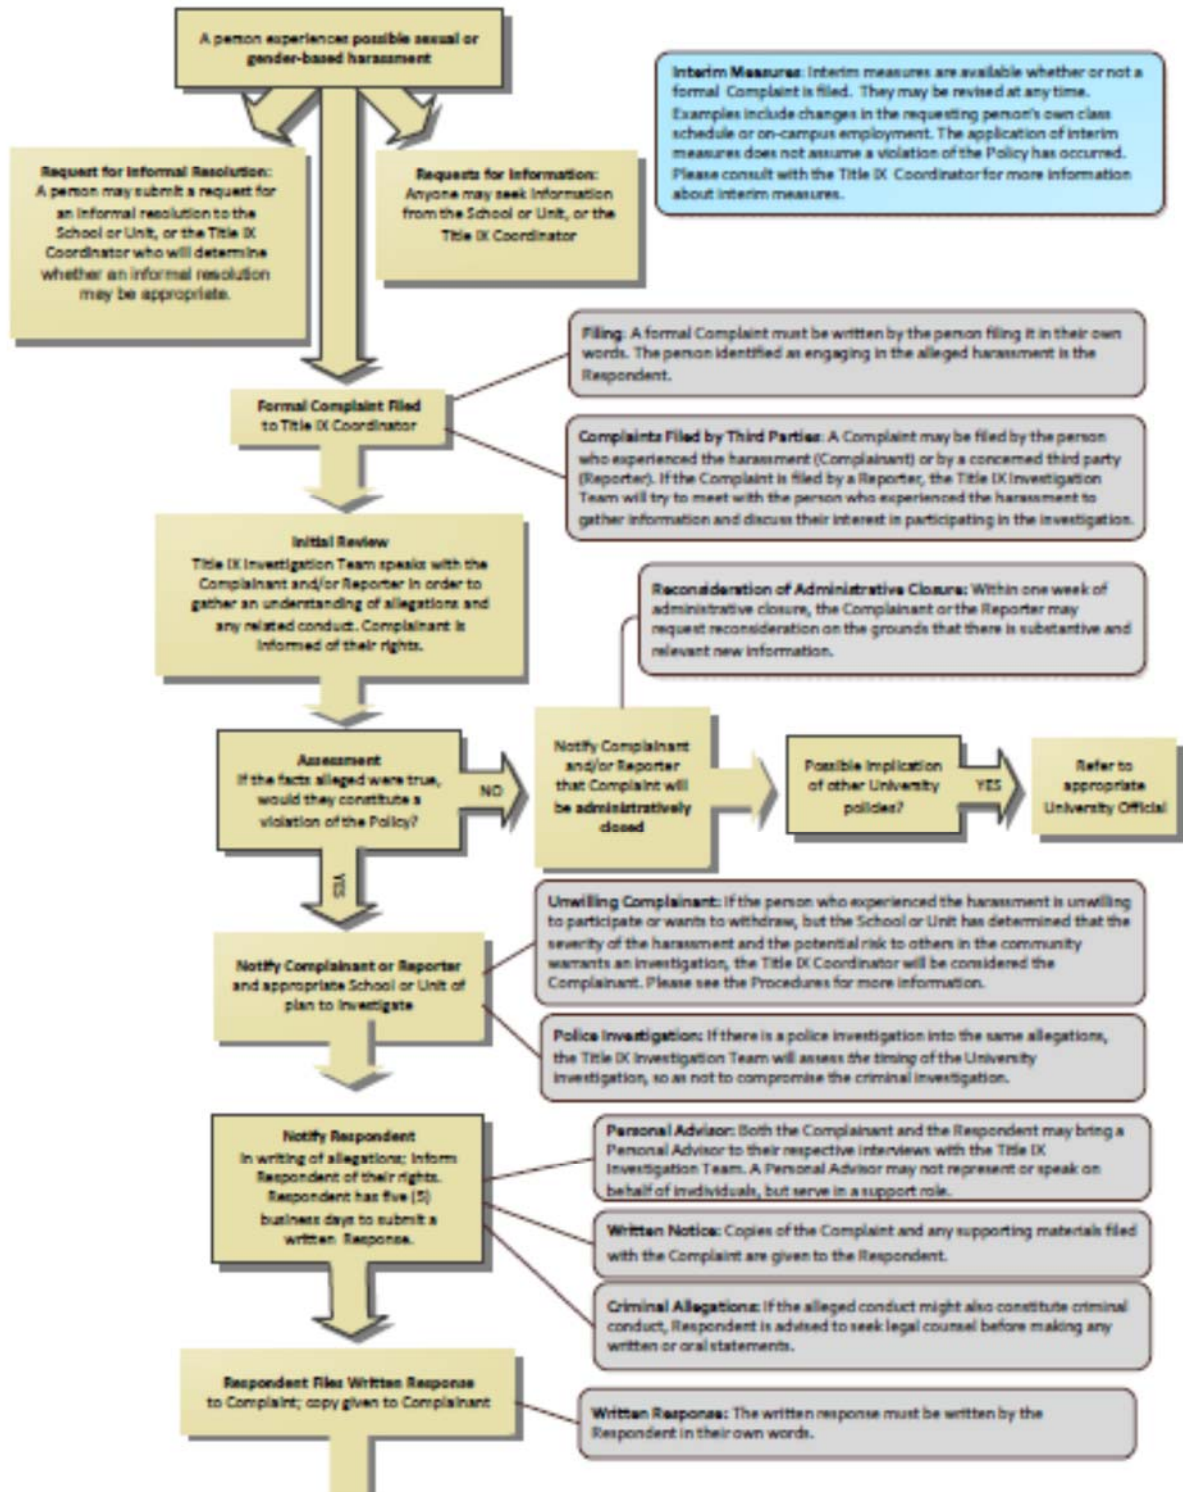 A person experiences possible sexual or
gender-based harassment
Interim Measures: Interim measures are available whether or not a
formal Complaint is filed. They may be revised at any time.
Examples include changes in the requesting person's own class
schedule or on-campus employment. The application of interim
measures does not assume a violation of the Policy has occurred.
Please consult with the Title IX Coordinator for more information
about interim measures.
Request for Informal Resolution:
A person may submit a request for
an informal resolution to the
School or Unit, or the Title IX
Coordinator who will determine
whether an informal resolution
may be appropriate.
Requests for Information:
Anyone may seek information
from the School or Unit, or the
Title IX Coordinator
Filing: A formal Complaint must be written by the person filing it in their own
words. The person identified as engaging in the alleged harassment is the
Respondent.
Formal Complaint Filed
to Title IX Coordinator
Complaints Filed by Third Parties: A Complaint may be filed by the person
who experienced the harassment (Complainant) or by a concerned third party
(Reporter). If the Complaint is filed by a Reporter, the Title IX Investigation
Team will try to meet with the person who experienced the harassment to
gather information and discuss their interest in participating in the investigation.
Initial Review
Title IX Investigation Team speaks with the
Complainant and/or Reporter in order to
gather an understanding of allegations and
any related conduct. Complainant is
informed of their rights.
Reconsideration of Administrative Closure: Within one week of
administrative closure, the Complainant or the Reporter may
request reconsideration on the grounds that there is substantive and
relevant new information.
Assessment
If the facts alleged were true,
would they constitute a
violation of the Policy?
NO
Notify Complainant
and/or Reporter
that Complaint will
be administratively
closed
Possible implication
of other University
policies?
YES
Refer to
appropriate
University Official
YES
Unwilling Complainant: If the person who experienced the harassment is unwilling
to participate or wants to withdraw, but the School or Unit has determined that the
severity of the harassment and the potential risk to others in the community
warrants an investigation, the Title IX Coordinator will be considered the
Complainant. Please see the Procedures for more information.
Notify Complainant or Reporter
and appropriate School or Unit of
plan to Investigate
Police Investigation: If there is a police investigation into the same allegations,
the Title IX Investigation Team will assess the timing of the University
investigation, so as not to compromise the criminal investigation.
Notify Respondent
in writing of allegations; inform
Respondent of their rights.
Respondent has five (5)
business days to submit a
written Response.
Personal Advisor: Both the Complainant and the Respondent may bring a
Personal Advisor to their respective interviews with the Title IX
Investigation Team. A Personal Advisor may not represent or speak on
behalf of invdividuals, but serve in a support role.
Written Notice: Copies of the Complaint and any supporting materials filed
with the Complaint are given to the Respondent.
Criminal Allegations: If the alleged conduct might also constitute criminal
conduct, Respondent is advised to seek legal counsel before making any
written or oral statements.
Respondent Files Written Response
to Complaint; copy given to Complainant
Written Response: The written response must be written by the
Respondent in their own words.